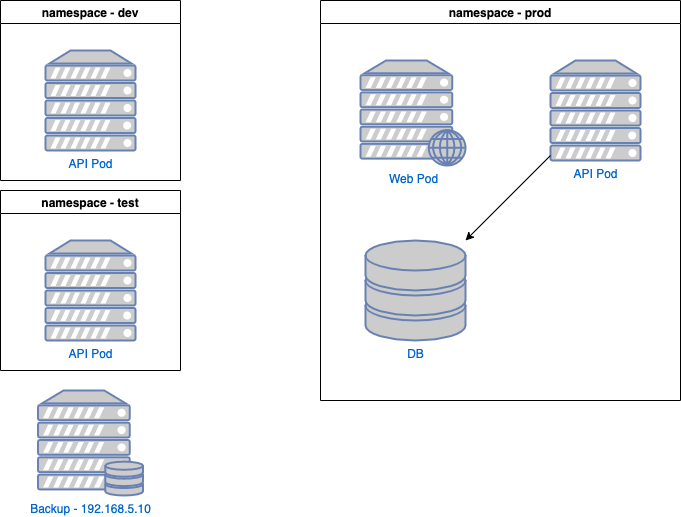 namespace - dev
API Pod
namespace - test
API Pod
Backup - 192.168.5.10
namespace - prod
Web Pod
API Pod
DB